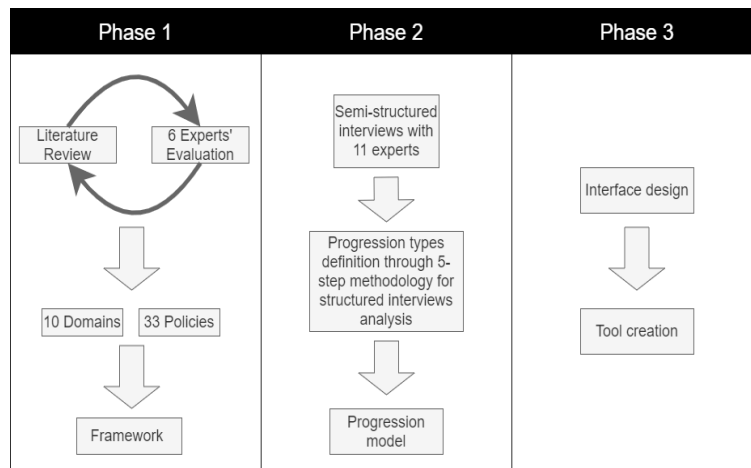 Phase 1
Phase 2
Phase 3
Literature
Review
6 Experts'
Evaluation
10 Domains
33 Policies
Framework
Semi-structured
interviews with
11 experts
Progression types
definition through 5-
step methodology for
structured interviews
analysis
Progression
model
Interface design
Tool creation